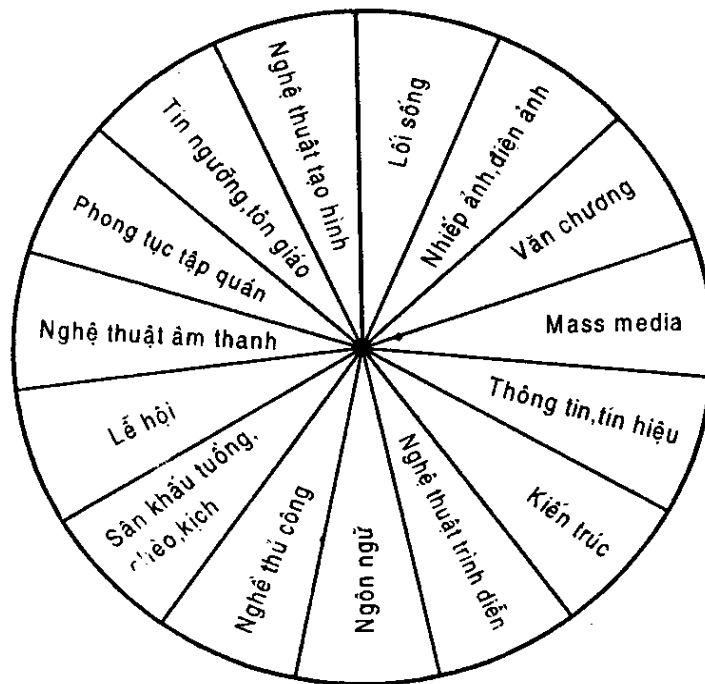 Lối sống
Nhiếp ảnh,điện ảnh
Văn chương
Mass media
Thông tin,tín hiệu
Kiến trúc
Nghệ thuật trình diễn
Ngôn ngữ
Nghề thủ công
Sân khấu tuồng,
chèo,kịch
Lễ hội
Nghệ thuật âm thanh
Phong tục tập quán
Tín ngưỡng,tôn giáo
Nghệ thuật tạo hình